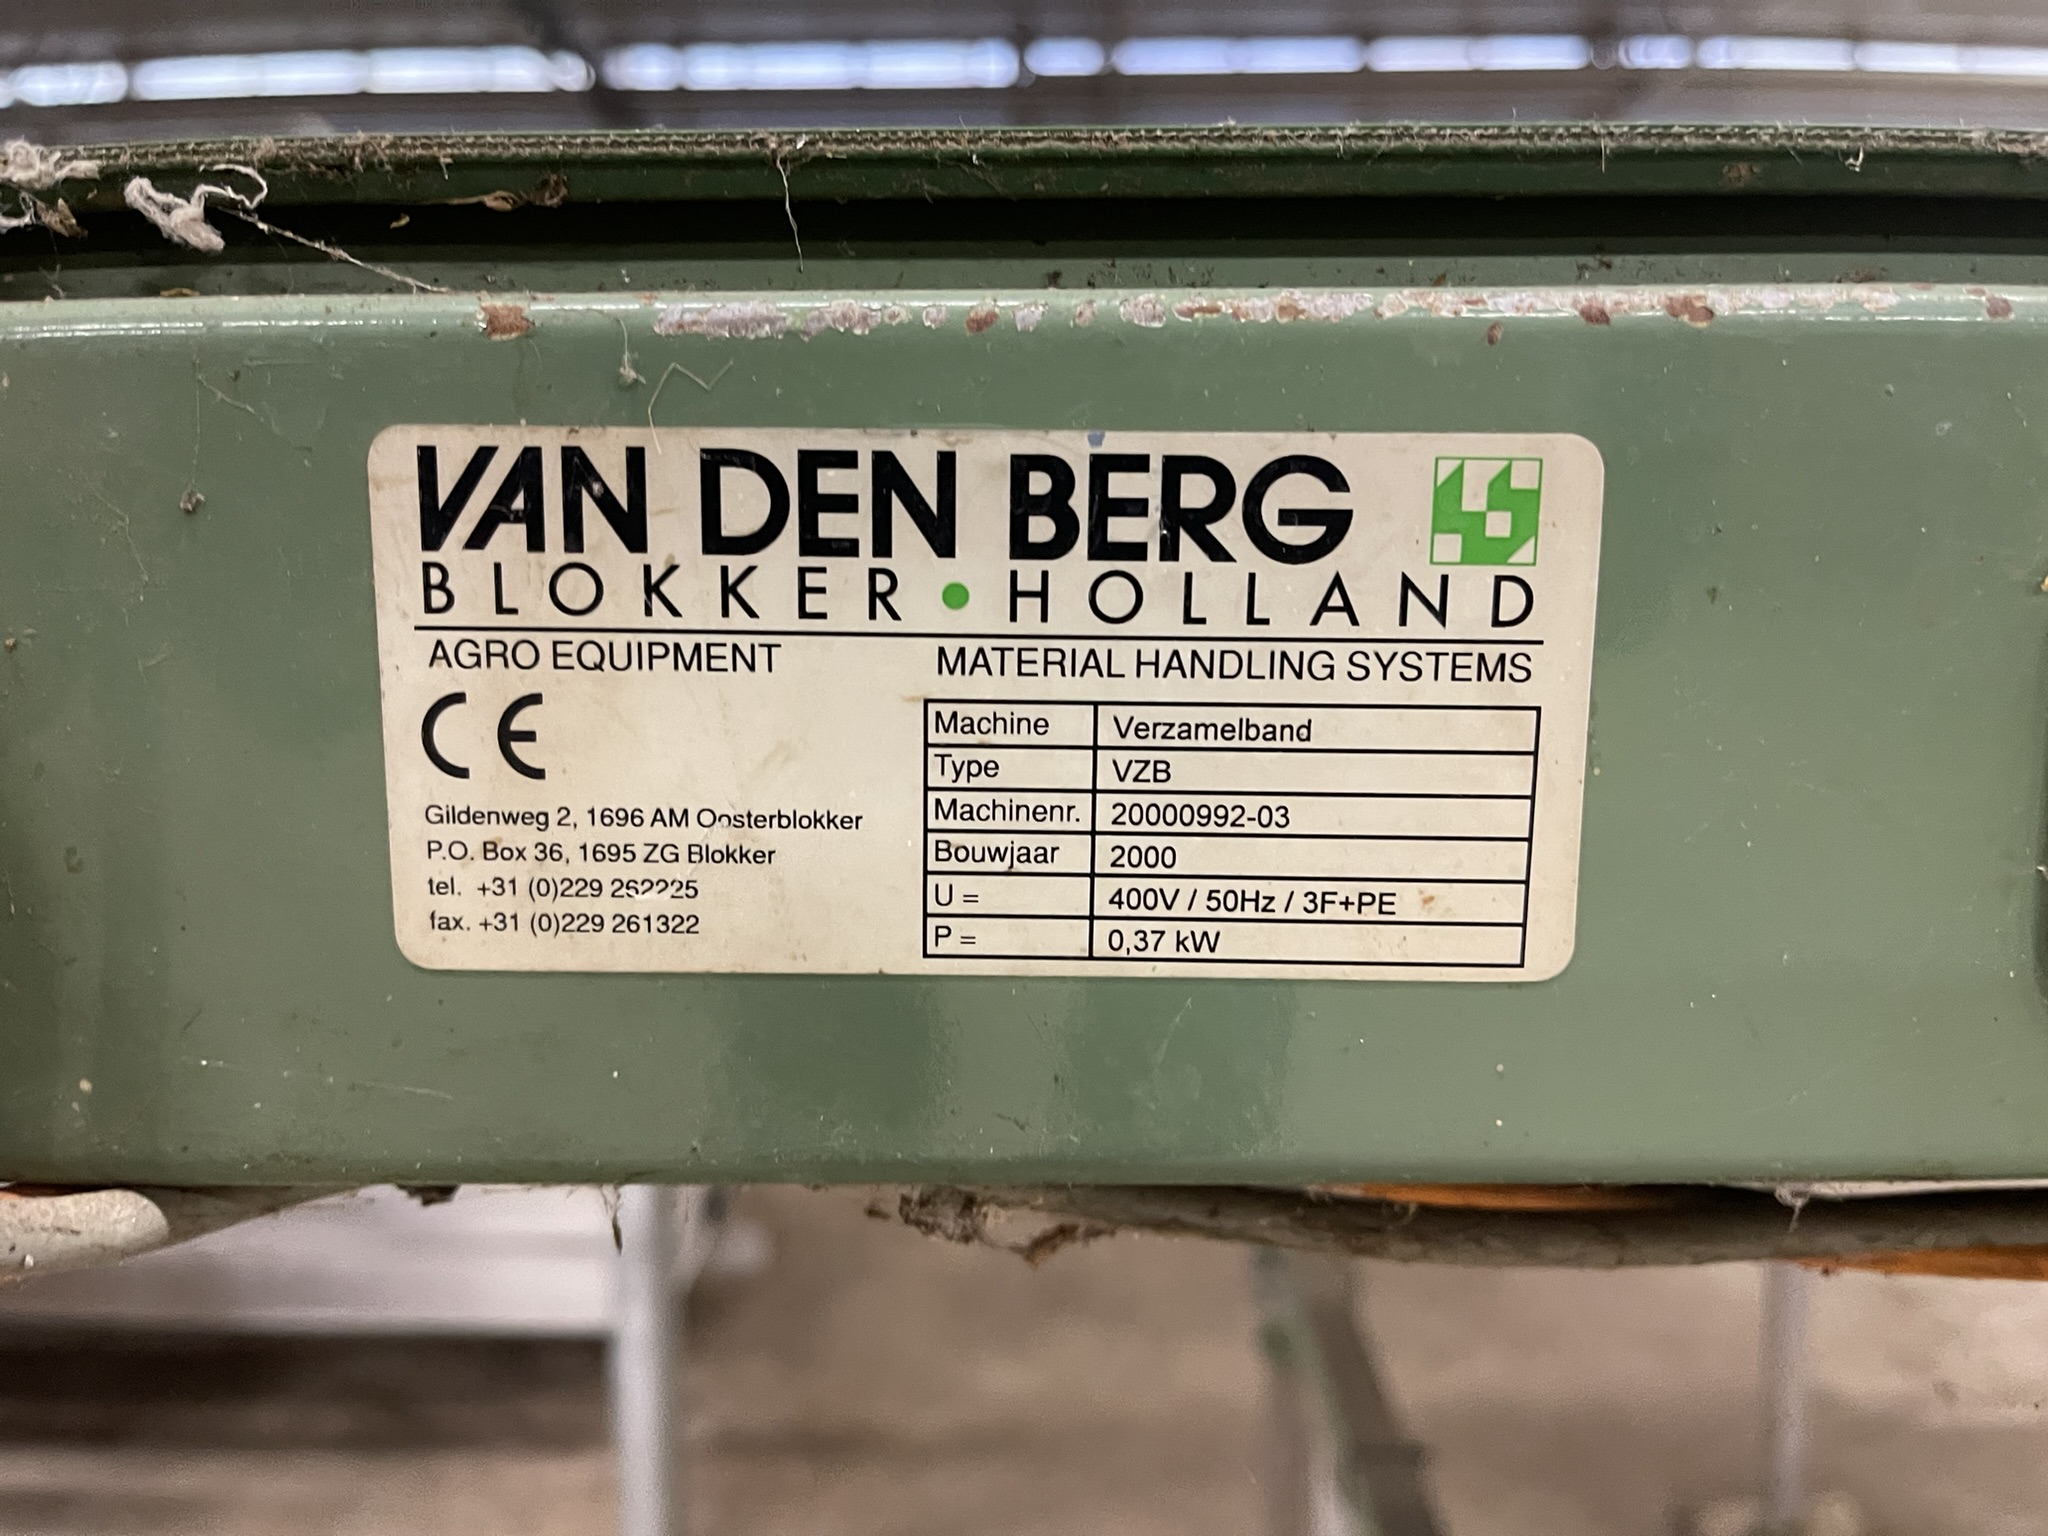 VAN DEN BERG
BLOKKER • HOLLAND
AGRO EQUIPMENT
MATERIAL HANDLING SYSTEMS
CE
Gildenweg 2, 1696 AM Oosterblokker
P.O. Box 36, 1695 ZG Blokker
tel. +31 (0)229
fax. +31 (0)229 261322
Machine Verzamelband
Type VZB
Machinenr. 20000992-03
Bouwjaar 2000
U = 400V / 50Hz / 3F+PE
P = 0,37 kW